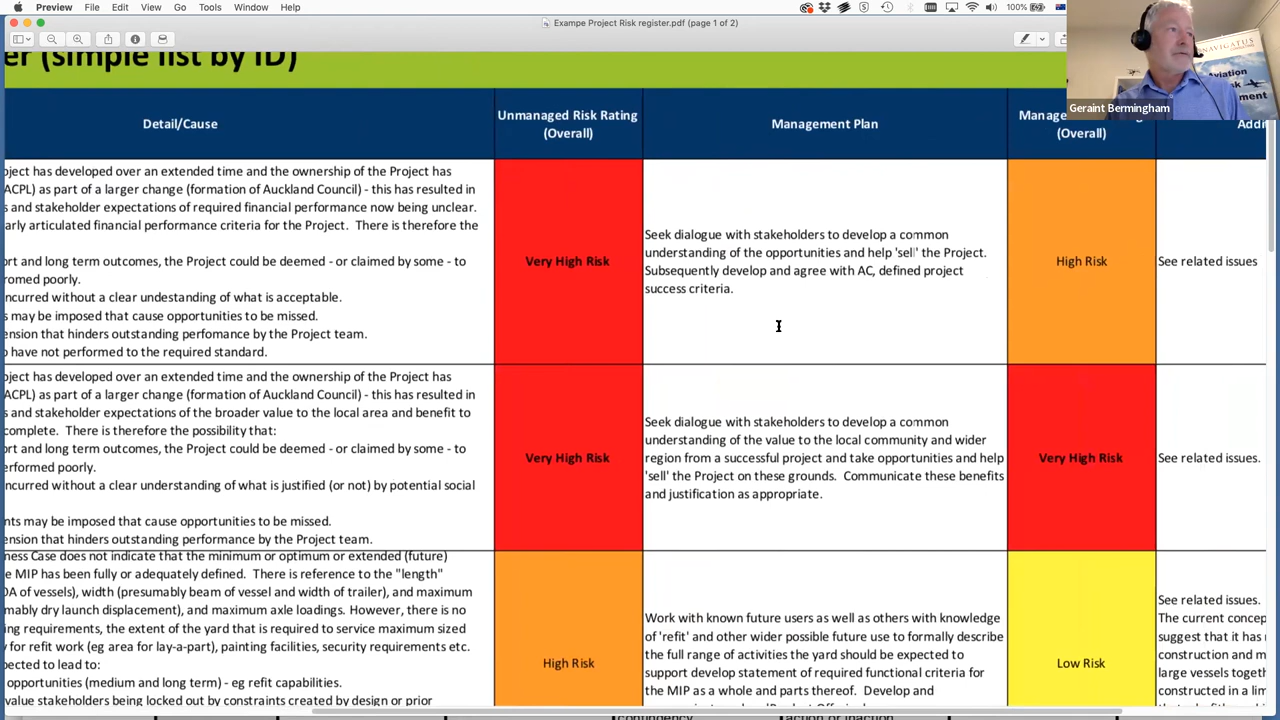 Preview File Edit View Go Tools Window Help
100%
Exampe Project Risk register.pdf (page 1 of 2)
er (simple list by ID)
NAVIGATUS
Aviation
Geraint Bermingham
Detail/Cause
Unmanaged Risk Rating
(Overall)
Management Plan
(Overall)
oject has developed over an extended time and the ownership of the Project has
ACPL) as part of a larger change (formation of Auckland Council) - this has resulted in
s and stakeholder expectations of required financial performance now being unclear.
arly articulated financial performance criteria for the Project. There is therefore the
ort and long term outcomes, the Project could be deemed - or claimed by some - to
romed poorly.
ncurred without a clear undestanding of what is acceptable.
s may be imposed that cause opportunities to be missed.
ension that hinders outstanding perfomance by the Project team.
o have not performed to the required standard.
Very High Risk
Seek dialogue with stakeholders to develop a common
understanding of the opportunities and help 'sell' the Project.
Subsequently develop and agree with AC, defined project
success criteria.
High Risk
See related issues
oject has developed over an extended time and the ownership of the Project has
ACPL) as part of a larger change (formation of Auckland Council) - this has resulted in
s and stakeholder expectations of the broader value to the local area and benefit to
complete. There is therefore the possibility that:
ort and long term outcomes, the Project could be deemed - or claimed by some - to
erformed poorly.
ncurred without a clear understanding of what is justified (or not) by potential social
nts may be imposed that cause opportunities to be missed.
ension that hinders outstanding performance by the Project team.
Very High Risk
Seek dialogue with stakeholders to develop a common
understanding of the value to the local community and wider
region from a successful project and take opportunities and help
'sell' the Project on these grounds. Communicate these benefits
and justification as appropriate.
Very High Risk
See related issues.
ness Case does not indicate that the minimum or optimum or extended (future)
e MIP has been fully or adequately defined. There is reference to the "length"
OA of vessels), width (presumably beam of vessel and width of trailer), and maximum
mably dry launch displacement), and maximum axle loadings. However, there is no
ing requirements, the extent of the yard that is required to service maximum sized
y for refit work (eg area for lay-a-part), painting facilities, security requirements etc.
pected to lead to:
opportunities (medium and long term) - eg refit capabilities.
value stakeholders being locked out by constraints created by design or prior
High Risk
Work with known future users as well as others with knowledge
of 'refit' and other wider possible future use to formally describe
the full range of activities the yard should be expected to
support develop statement of required functional criteria for
the MIP as a whole and parts thereof. Develop and
Low Risk
See related issues.
The current concep
suggest that it has
construction and m
large vessels togeth
constructed in a lim
contingency
action or inaction